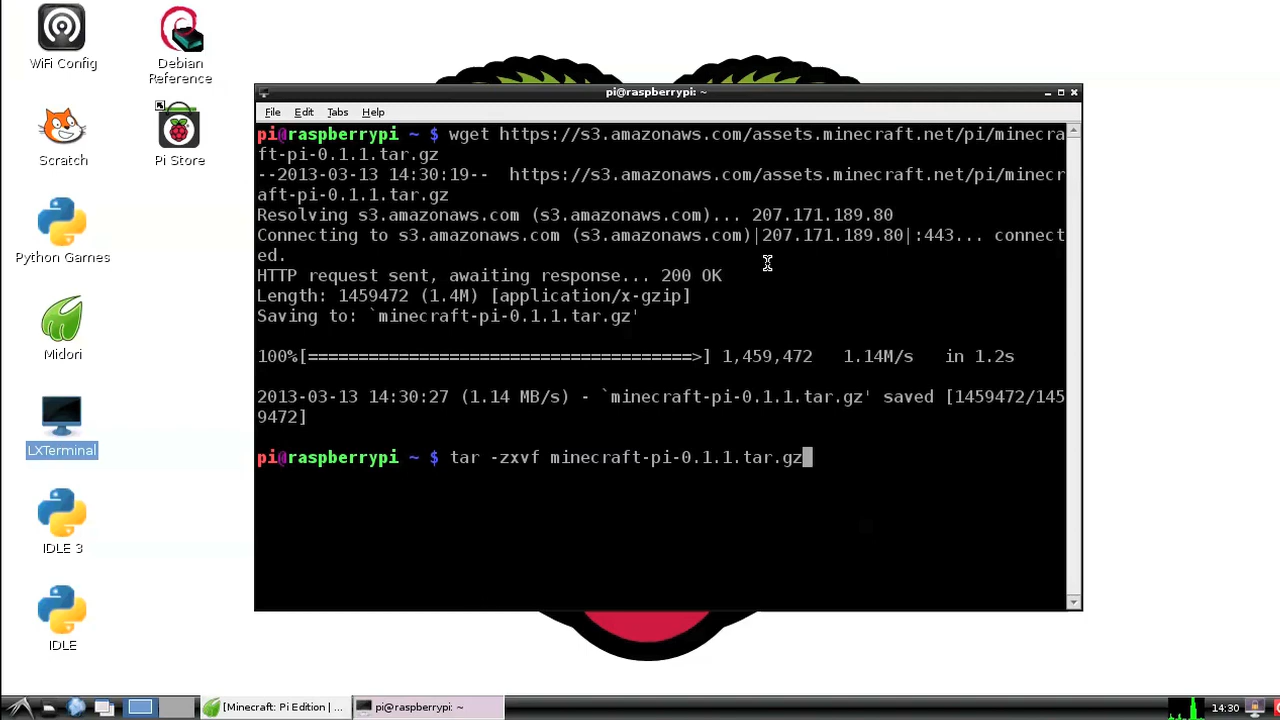 WiFi Config
Debian
Reference
Scratch
Pi Store
Python Games
Midori
LXTerminal
IDLE 3
IDLE
pi@raspberrypi: ~
File Edit Tabs Help
pi@raspberrypi ~ $ wget https://s3.amazonaws.com/assets.minecraft.net/pi/minecra
ft-pi-0.1.1.tar.gz
--2013-03-13 14:30:19--  https://s3.amazonaws.com/assets.minecraft.net/pi/minecr
aft-pi-0.1.1.tar.gz
Resolving s3.amazonaws.com (s3.amazonaws.com)... 207.171.189.80
Connecting to s3.amazonaws.com (s3.amazonaws.com)|207.171.189.80|:443... connect
ed.
HTTP request sent, awaiting response... 200 OK
Length: 1459472 (1.4M) [application/x-gzip]
Saving to: `minecraft-pi-0.1.1.tar.gz'
100%[======================================>] 1,459,472   1.14M/s   in 1.2s
2013-03-13 14:30:27 (1.14 MB/s) - `minecraft-pi-0.1.1.tar.gz' saved [1459472/145
9472]
pi@raspberrypi ~ $ tar -zxvf minecraft-pi-0.1.1.tar.gz
[Minecraft: Pi Edition | ...
pi@raspberrypi: ~
14:30